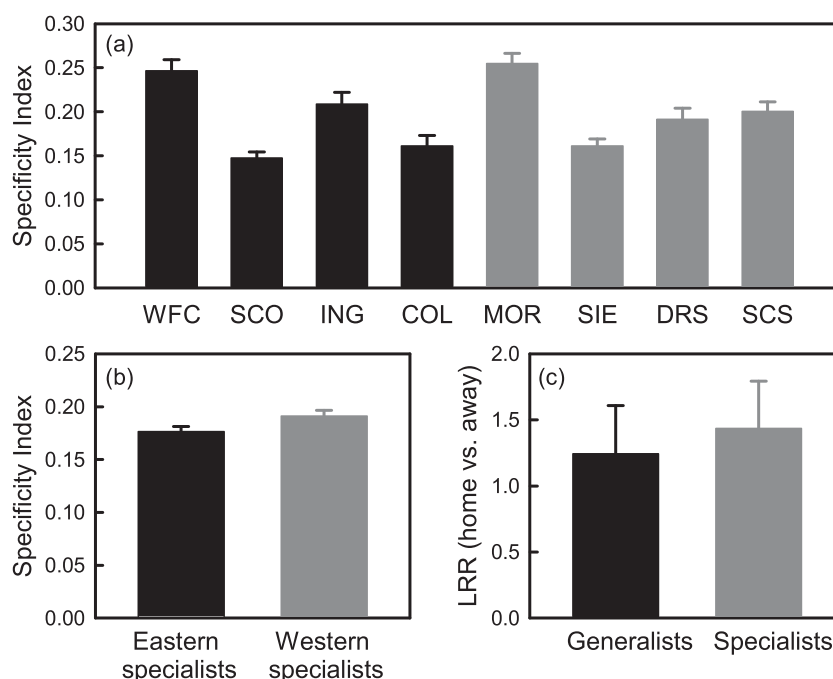 (a)
Specificity Index
0.30
0.25
0.20
0.15
0.10
0.05
0.00
WFC SCO ING COL MOR SIE DRS SCS
(b)
Specificity Index
0.25
0.20
0.15
0.10
0.05
0.00
Eastern specialists
Western specialists
(c)
LRR (home vs. away)
2.0
1.5
1.0
0.5
0.0
Generalists Specialists